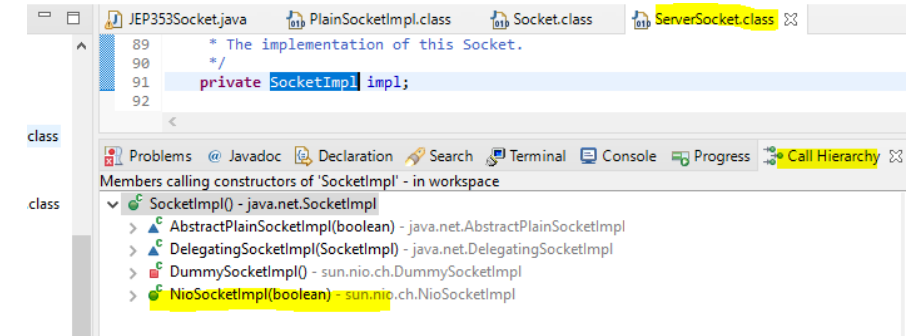 JEP353Socket.java PlainSocketImpl.class Socket.class ServerSocket.class
89 * The implementation of this Socket.
90 */
91 private SocketImpl impl;
92
class
Problems @ Javadoc Declaration Search Terminal Console Progress Call Hierarchy
Members calling constructors of 'SocketImpl' - in workspace
.class
SocketImpl() - java.net.SocketImpl
AbstractPlainSocketImpl(boolean) - java.net.AbstractPlainSocketImpl
DelegatingSocketImpl(SocketImpl) - java.net.DelegatingSocketImpl
DummySocketImpl() - sun.nio.ch.DummySocketImpl
NioSocketImpl(boolean) - sun.nio.ch.NioSocketImpl